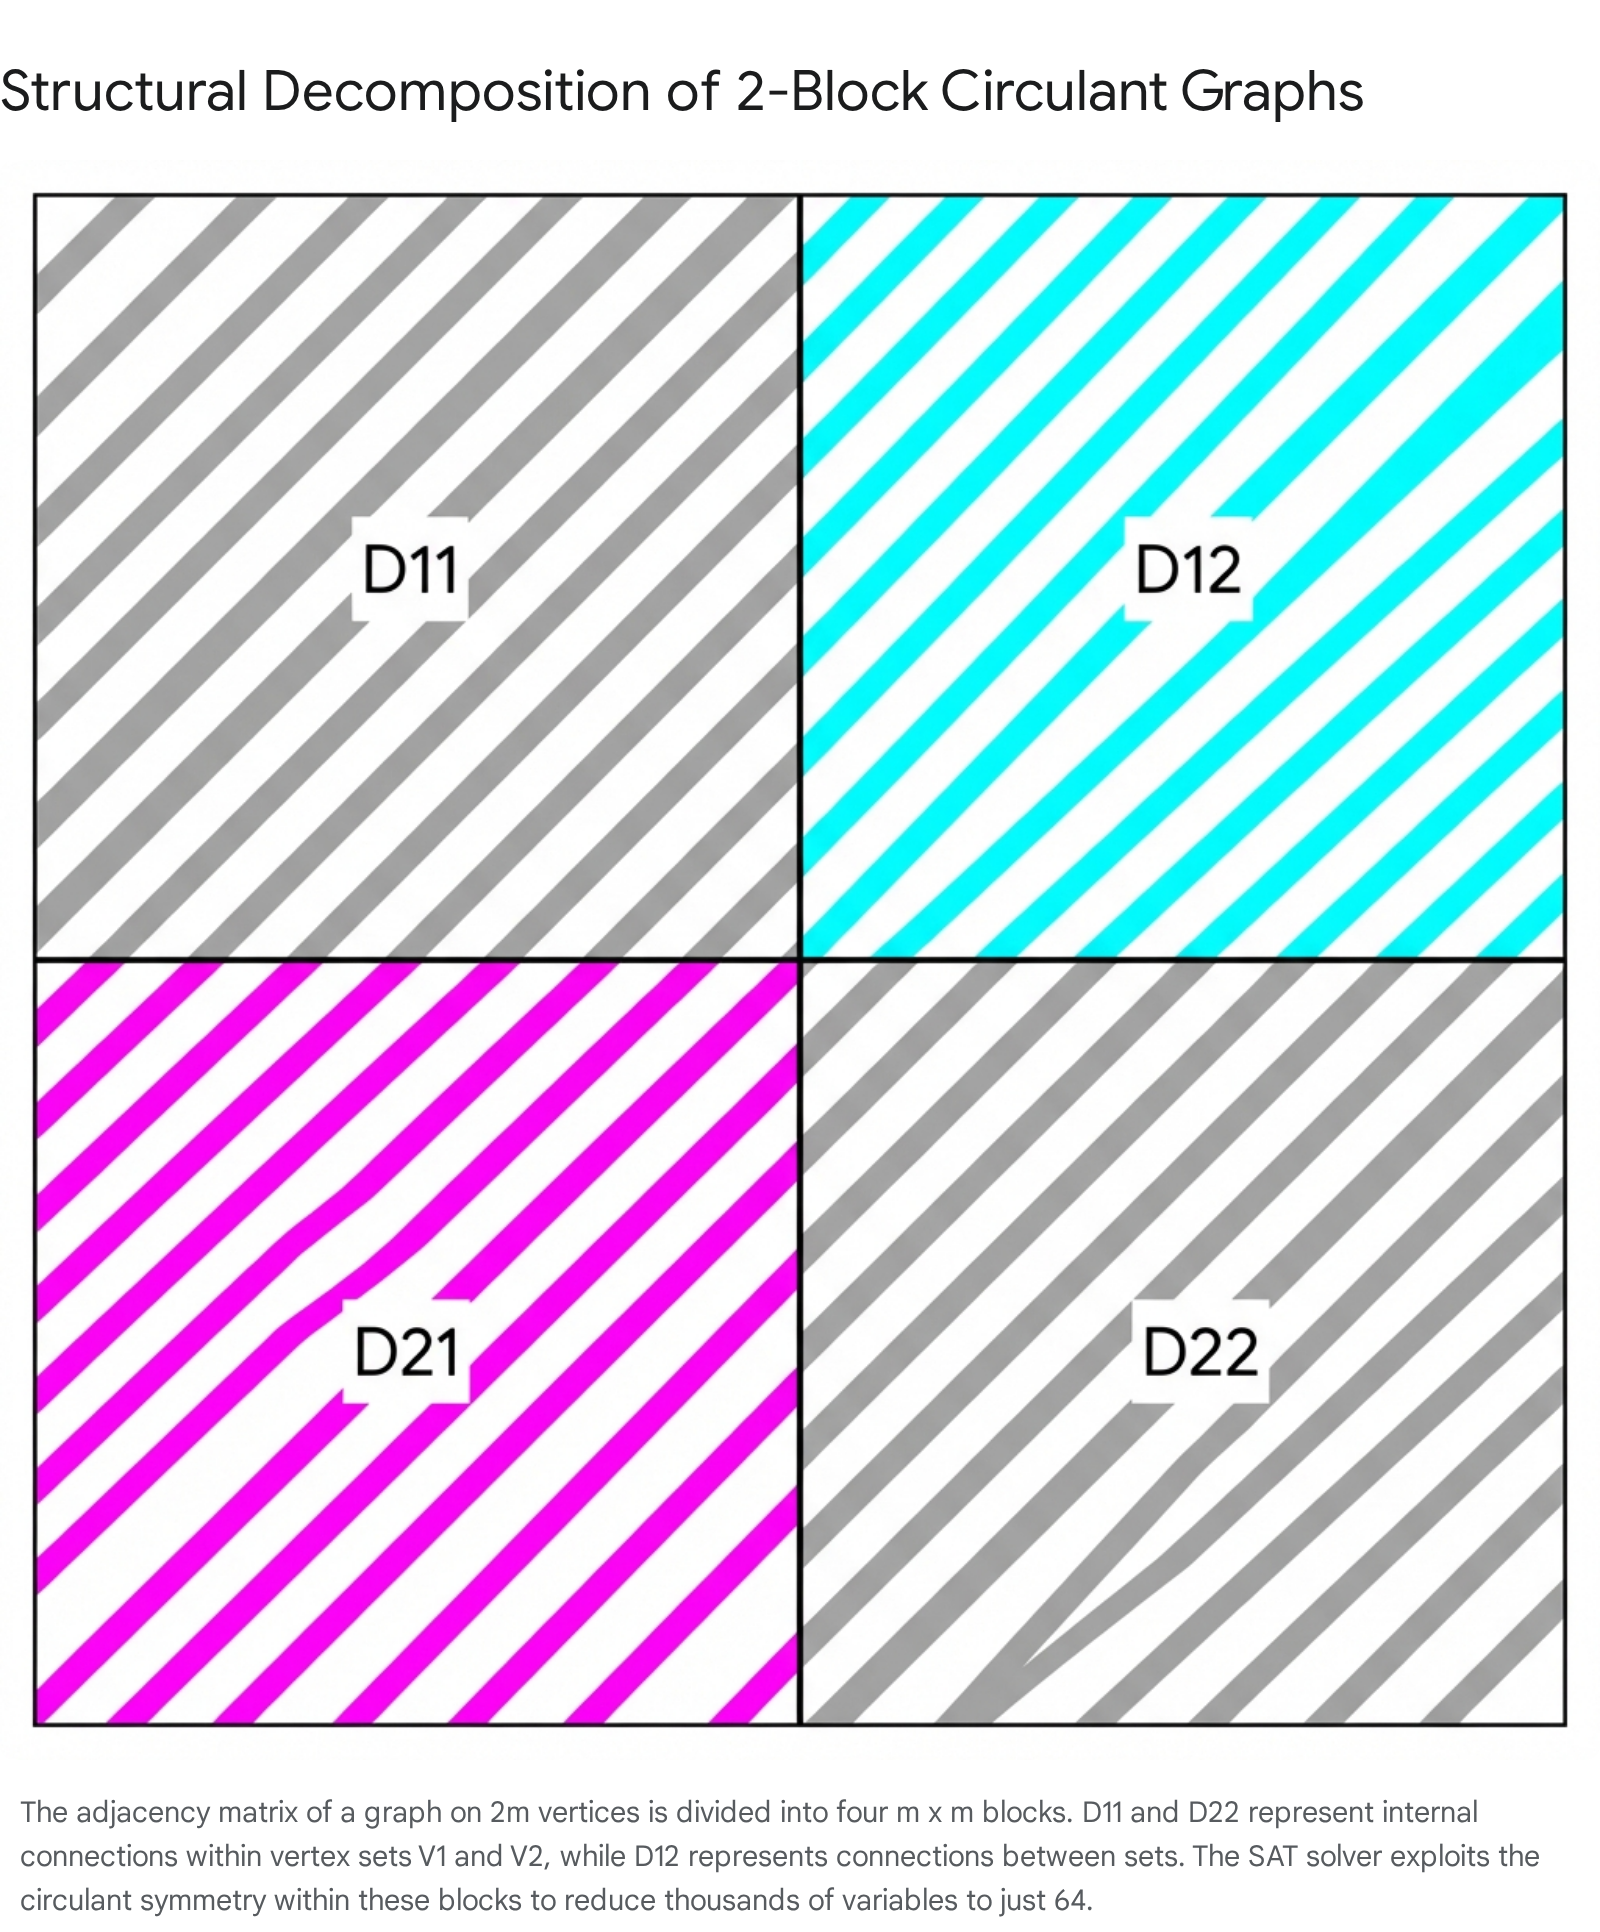 Structural Decomposition of 2-Block Circulant Graphs
D11
D12
D21
D22
The adjacency matrix of a graph on 2m vertices is divided into four m x m blocks. D11 and D22 represent internal
connections within vertex sets V1 and V2, while D12 represents connections between sets. The SAT solver exploits the
circulant symmetry within these blocks to reduce thousands of variables to just 64.